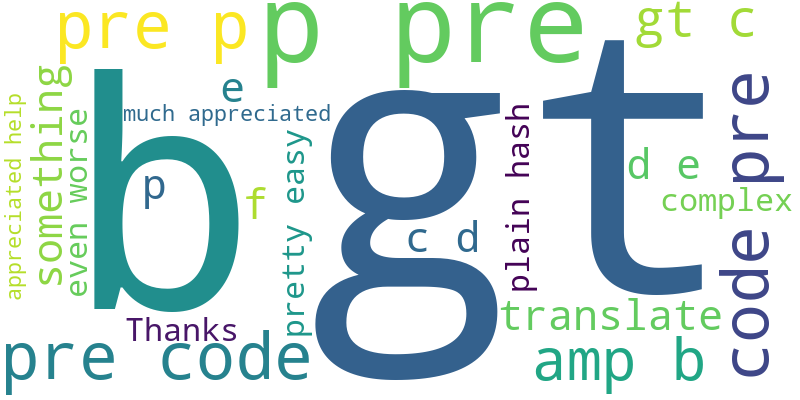 pre p
p pre
gt c
e
much appreciated
b
gt
appreciated help
something
even worse
p
f
pretty easy
c d
plain hash
d e
complex
code pre
Thanks
translate
pre code
amp b